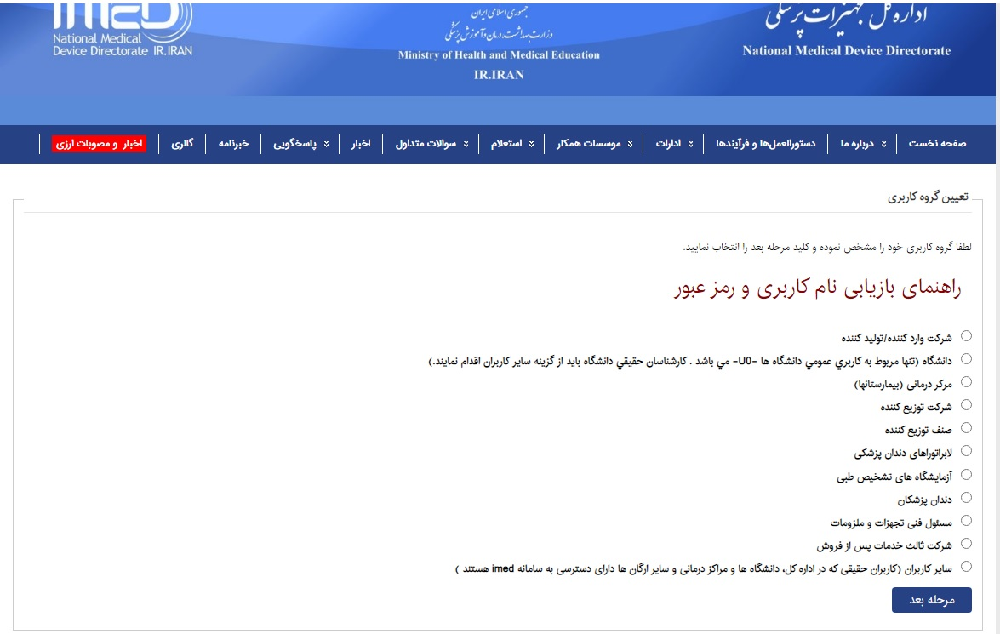 imed
National Medical
Device Directorate IR.IRAN
جمهوری اسلامی ایران
وزارت بهداشت، درمان و آموزش پزشکی
Ministry of Health and Medical Education
IR.IRAN
اداره کل تجهیزات پزشکی
National Medical Device Directorate
صفحه نخست درباره ما دستورالعمل‌ها و فرآیندها ادارات موسسات همکار استعلام سوالات متداول اخبار پاسخگویی خبرنامه گالری اخبار و مصوبات ارزی
تعیین گروه کاربری
لطفا گروه کاربری خود را مشخص نموده و کلید مرحله بعد را انتخاب نمایید.
راهنمای بازیابی نام کاربری و رمز عبور
شرکت وارد کننده/تولید کننده
دانشگاه (تنها مربوط به كاربري عمومي دانشگاه ها -U0- مي باشد . كارشناسان حقيقي دانشگاه بايد از گزينه ساير كاربران اقدام نمايند.)
مرکز درمانی (بیمارستانها)
شرکت توزیع کننده
صنف توزیع کننده
لابراتوراهای دندان پزشکی
آزمایشگاه های تشخیص طبی
دندان پزشکان
مسئول فنی تجهزات و ملزومات
شرکت ثالث خدمات پس از فروش
سایر کاربران (کاربران حقیقی که در اداره کل، دانشگاه ها و مراکز درمانی و سایر ارگان ها دارای دسترسی به سامانه imed هستند )
مرحله بعد